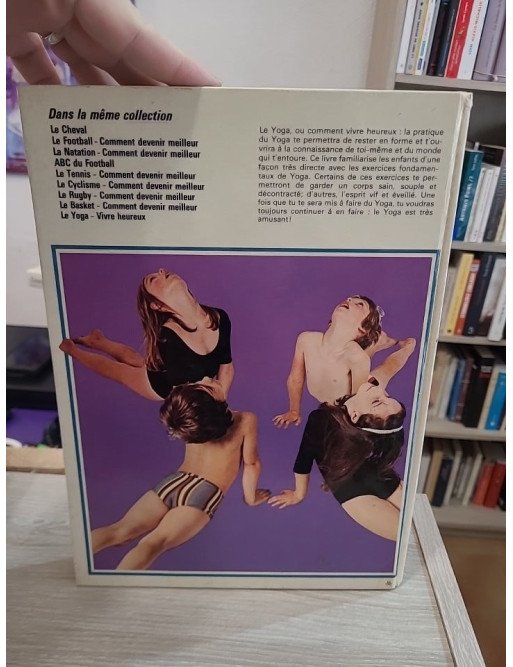 Dans la même collection
Le Cheval
Le Football - Comment devenir meilleur
La Natation - Comment devenir meilleur
ABC du Football
Le Tennis - Comment devenir meilleur
Le Cyclisme - Comment devenir meilleur
Le Rugby - Comment devenir meilleur
Le Basket - Comment devenir meilleur
Le Yoga - Vivre heureux
Le Yoga, ou comment vivre heureux : la pratique
du Yoga te permettra de rester en forme et t'ou-
vrira à la connaissance de toi-même et du monde
qui t'entoure. Ce livre familiarise les enfants d'une
façon très directe avec les exercices fondamen-
taux de Yoga. Certains de ces exercices te per-
mettront de garder un corps sain, souple et
décontracté; d'autres, l'esprit vif et éveillé. Une
fois que tu te sera mis à faire du Yoga, tu voudras
toujours continuer à en faire : le Yoga est très
amusant!